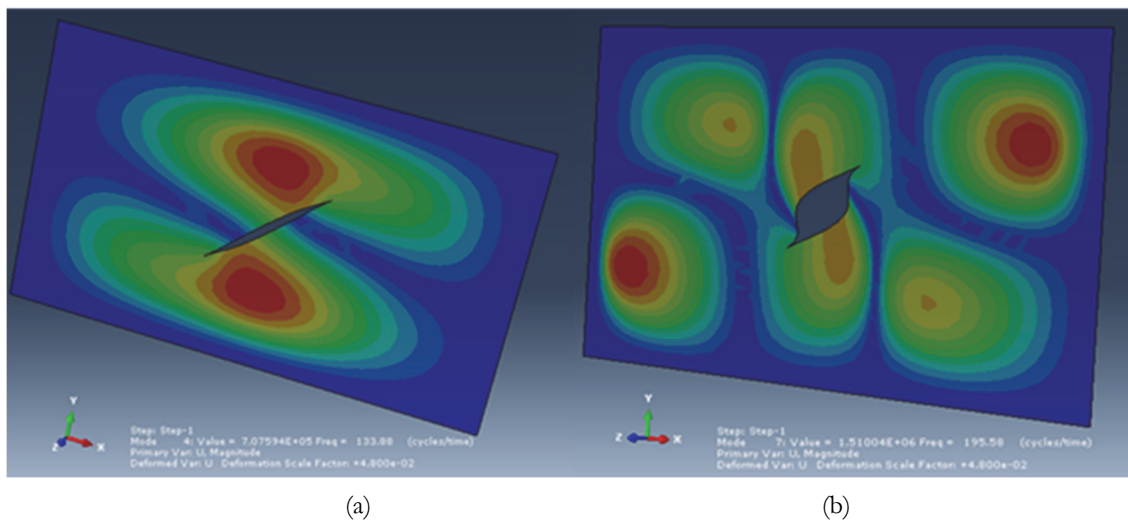 Y
Z
X
Step: Step-1
Mode 4: Value = 7.07594E+05 Freq = 133.88 (cycles/time)
Primary Var: U, Magnitude
Deformed Var: U Deformation Scale Factor: +4.800e-02
Y
Z
X
Step: Step-1
Mode 7: Value = 1.51004E+06 Freq = 195.58 (cycles/time)
Primary Var: U, Magnitude
Deformed Var: U Deformation Scale Factor: +4.800e-02
(a)
(b)